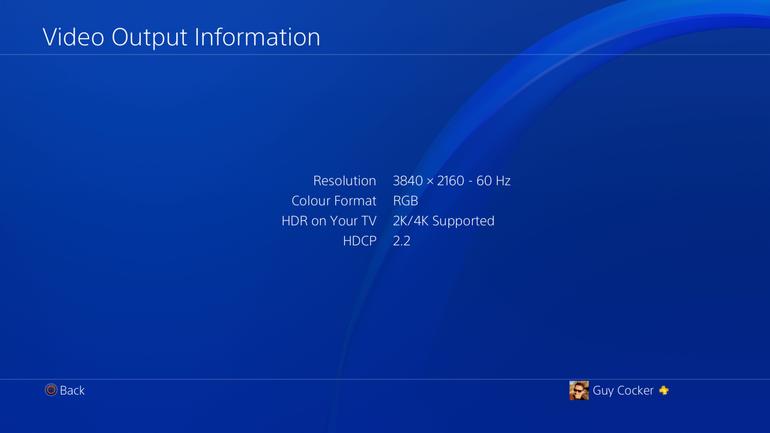 Video Output Information
Resolution 3840 × 2160 - 60 Hz
Colour Format RGB
HDR on Your TV 2K/4K Supported
HDCP 2.2
Back
Guy Cocker